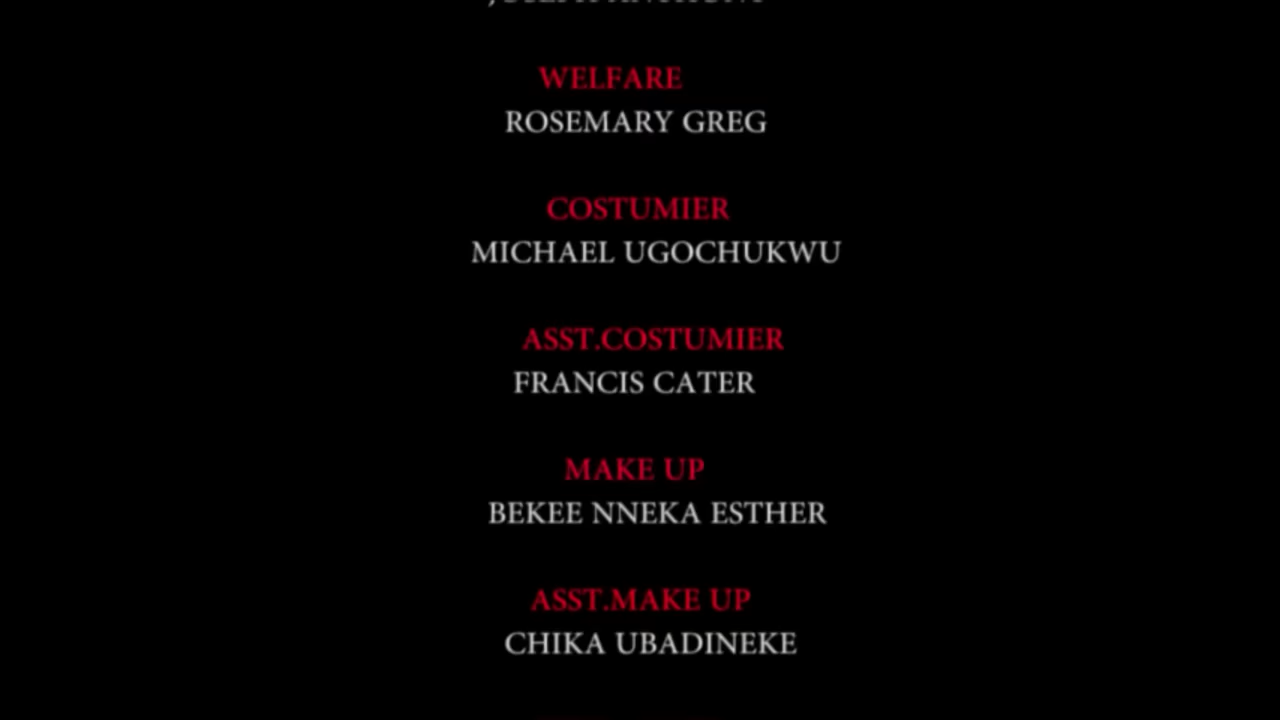 WELFARE
ROSEMARY GREG
COSTUMIER
MICHAEL UGOCHUKWU
ASST.COSTUMIER
FRANCIS CATER
MAKE UP
BEKEE NNEKA ESTHER
ASST.MAKE UP
CHIKA UBADINEKE